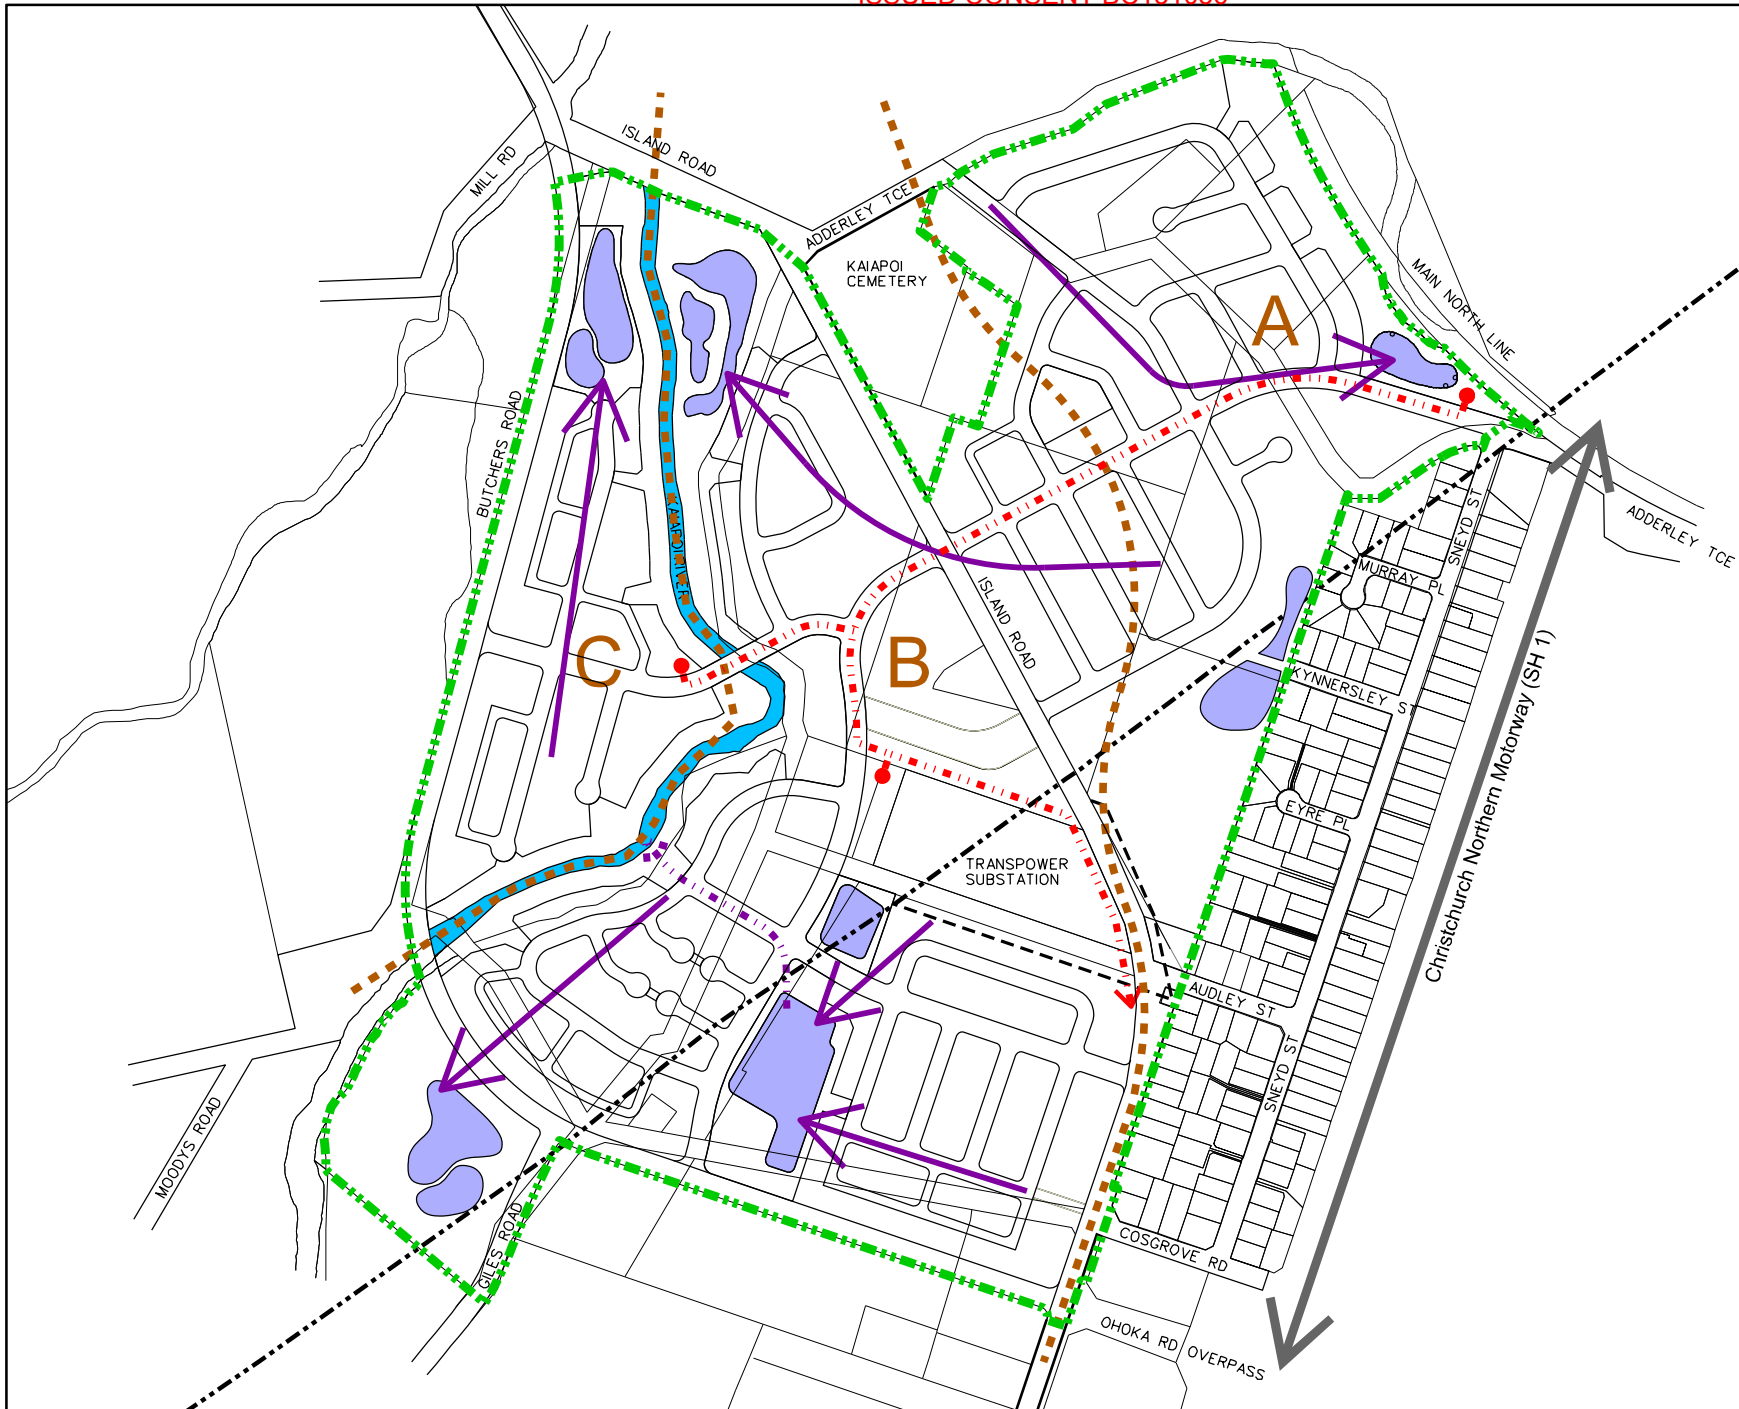 ISLAND ROAD
MILL RD
ADDERLEY TCE
KAIAPOI
CEMETERY
MAIN NORTH LINE
A
BUTCHERS ROAD
KAIAPOI RIVER
SNEYD ST
ADDERLEY TCE
MURRAY PL
ISLAND ROAD
C
B
KYNNERSLEY ST
Christchurch Northern Motorway (SH 1)
EYRE PL
TRANSPOWER
SUBSTATION
AUDLEY ST
SNEYD ST
MOODYS ROAD
GILES ROAD
COSGROVE RD
OHOKA RD OVERPASS